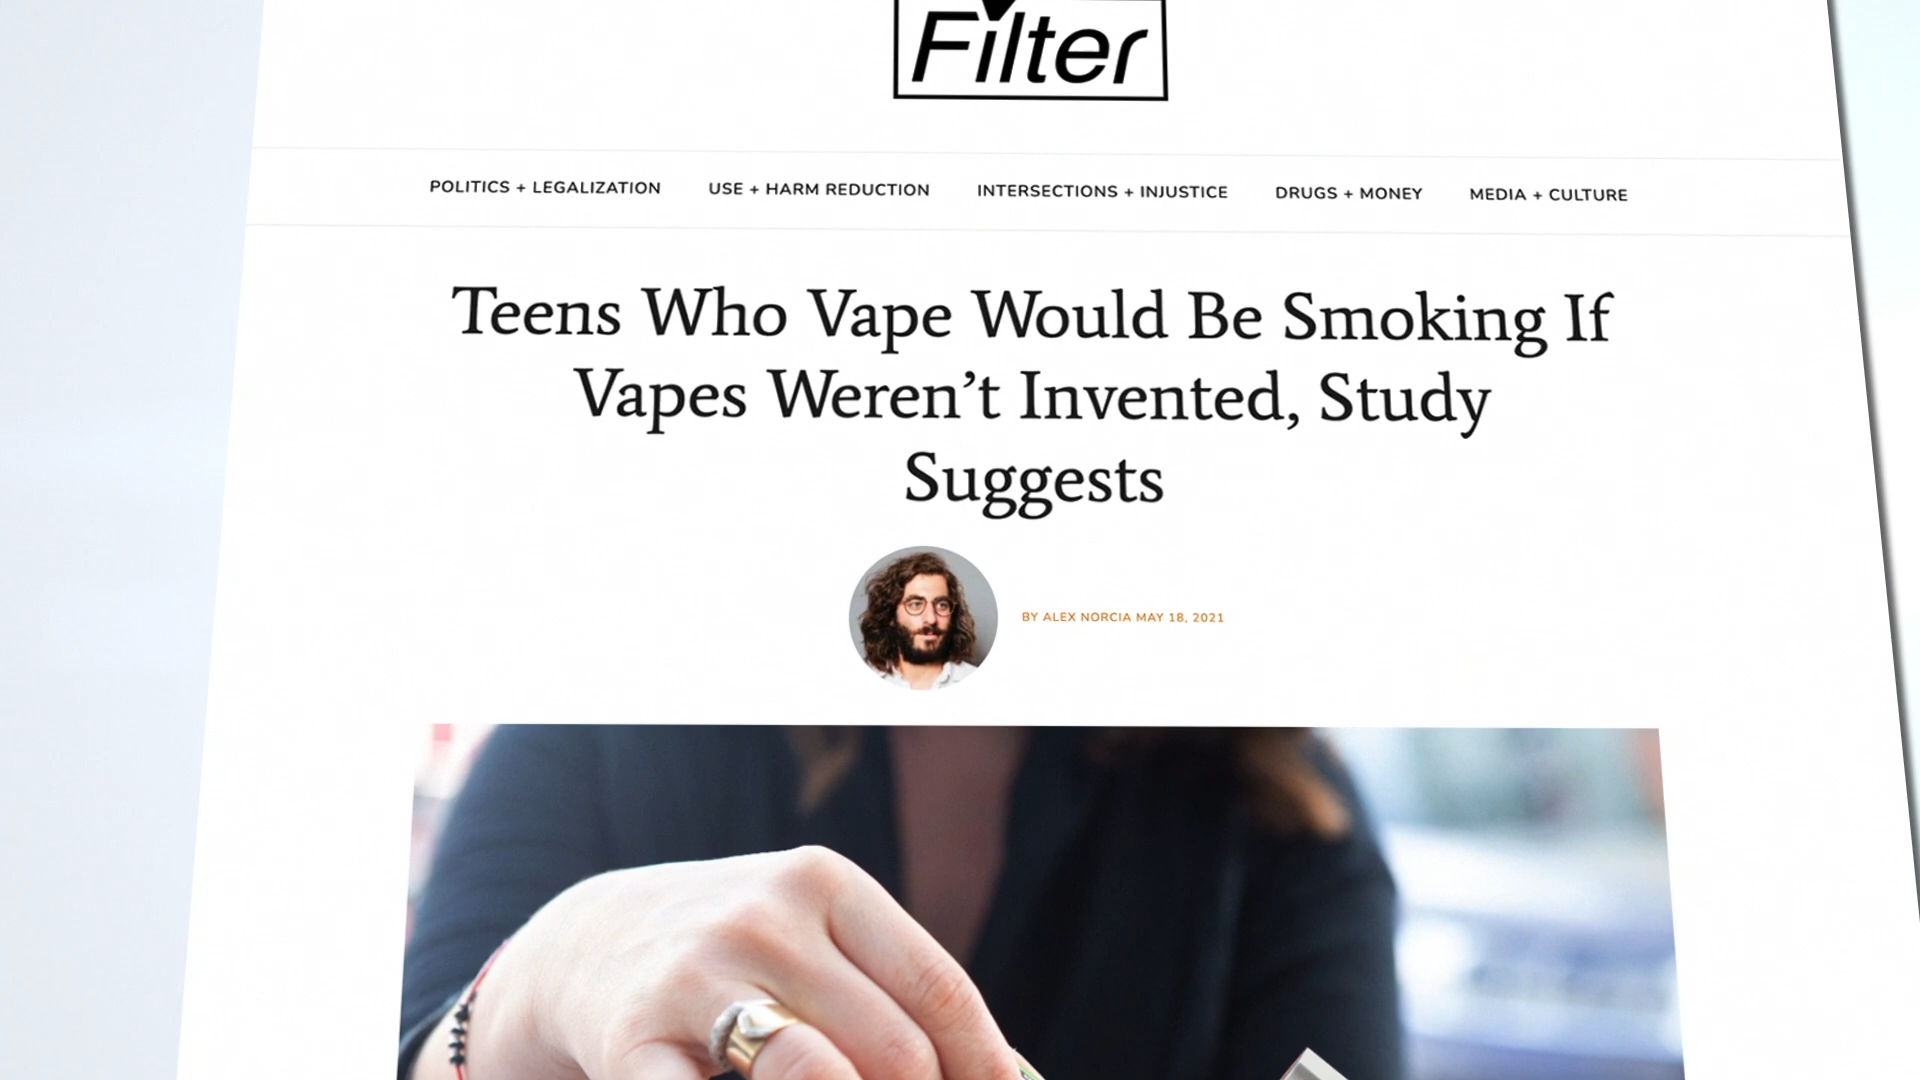 Filter
POLITICS + LEGALIZATION USE + HARM REDUCTION INTERSECTIONS + INJUSTICE DRUGS + MONEY MEDIA + CULTURE
Teens Who Vape Would Be Smoking If
Vapes Weren’t Invented, Study
Suggests
BY ALEX NORCIA MAY 18, 2021